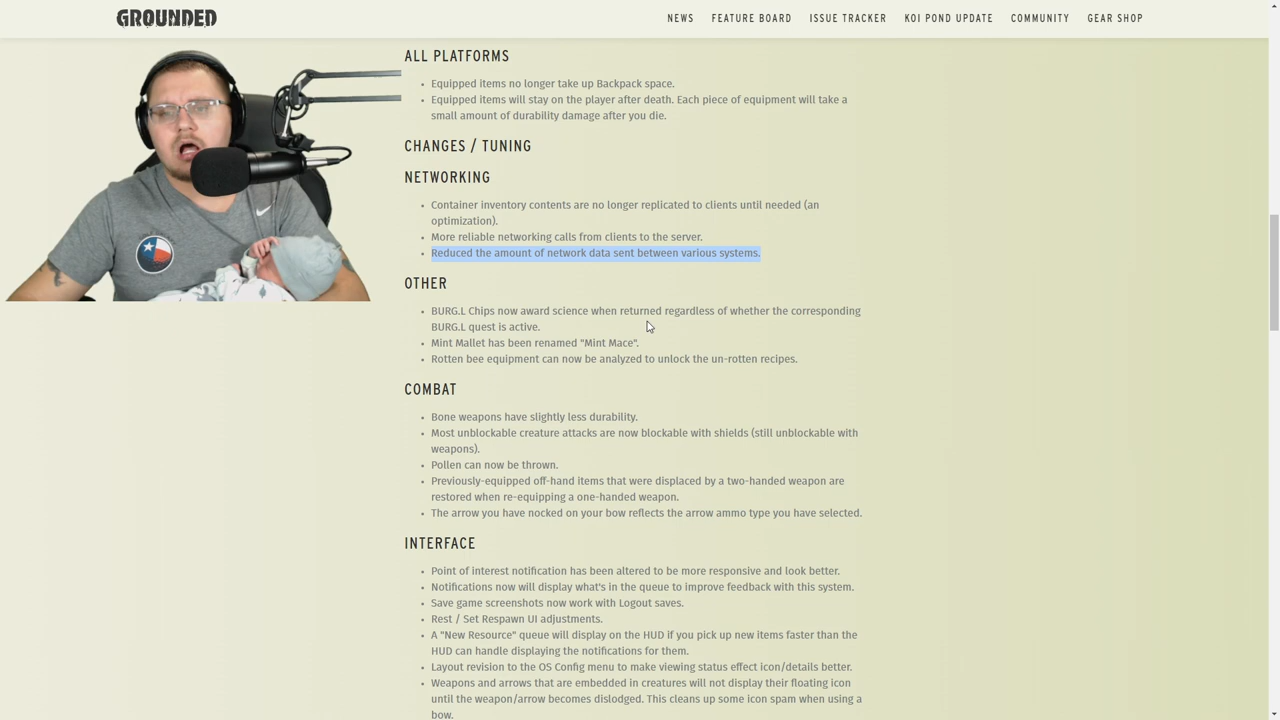 GROUNDED
NEWS FEATURE BOARD ISSUE TRACKER KOI POND UPDATE COMMUNITY GEAR SHOP
ALL PLATFORMS
Equipped items no longer take up Backpack space.
Equipped items will stay on the player after death. Each piece of equipment will take a
small amount of durability damage after you die.
CHANGES / TUNING
NETWORKING
Container inventory contents are no longer replicated to clients until needed (an
optimization).
More reliable networking calls from clients to the server.
Reduced the amount of network data sent between various systems.
OTHER
BURG.L Chips now award science when returned regardless of whether the corresponding
BURG.L quest is active.
Mint Mallet has been renamed "Mint Mace".
Rotten bee equipment can now be analyzed to unlock the un-rotten recipes.
COMBAT
Bone weapons have slightly less durability.
Most unblockable creature attacks are now blockable with shields (still unblockable with
weapons).
Pollen can now be thrown.
Previously-equipped off-hand items that were displaced by a two-handed weapon are
restored when re-equipping a one-handed weapon.
The arrow you have nocked on your bow reflects the arrow ammo type you have selected.
INTERFACE
Point of interest notification has been altered to be more responsive and look better.
Notifications now will display what's in the queue to improve feedback with this system.
Save game screenshots now work with Logout saves.
Rest / Set Respawn UI adjustments.
A "New Resource" queue will display on the HUD if you pick up new items faster than the
HUD can handle displaying the notifications for them.
Layout revision to the OS Config menu to make viewing status effect icon/details better.
Weapons and arrows that are embedded in creatures will not display their floating icon
until the weapon/arrow becomes dislodged. This cleans up some icon spam when using a
bow.